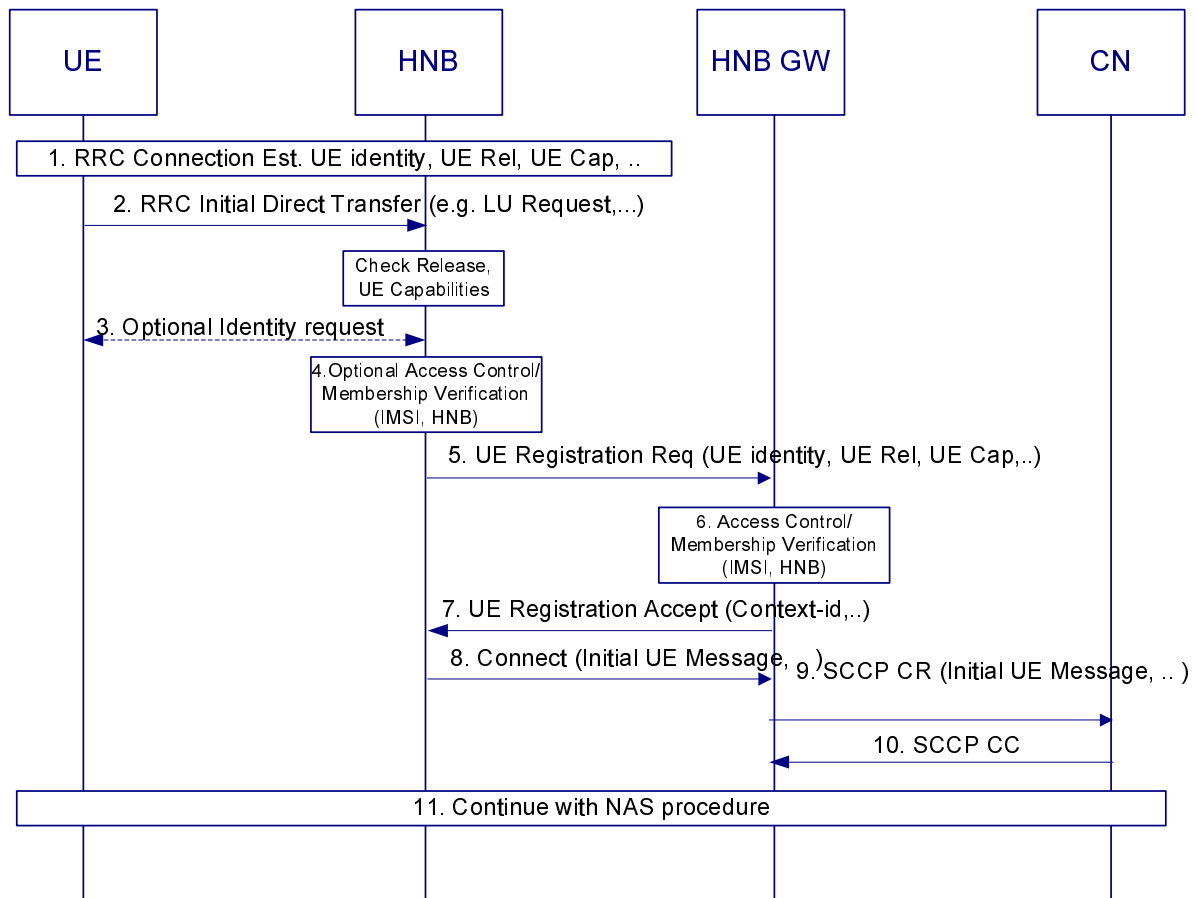 UE
HNB
HNB GW
CN
1. RRC Connection Est. UE identity, UE Rel, UE Cap, ..
2. RRC Initial Direct Transfer (e.g. LU Request,...)
Check Release,
UE Capabilities
3. Optional Identity request
4.Optional Access Control/
Membership Verification
(IMSI, HNB)
5. UE Registration Req (UE identity, UE Rel, UE Cap,..)
6. Access Control/
Membership Verification
(IMSI, HNB)
7. UE Registration Accept (Context-id,..)
8. Connect (Initial UE Message, ..)
9. SCCP CR (Initial UE Message, .. )
10. SCCP CC
11. Continue with NAS procedure